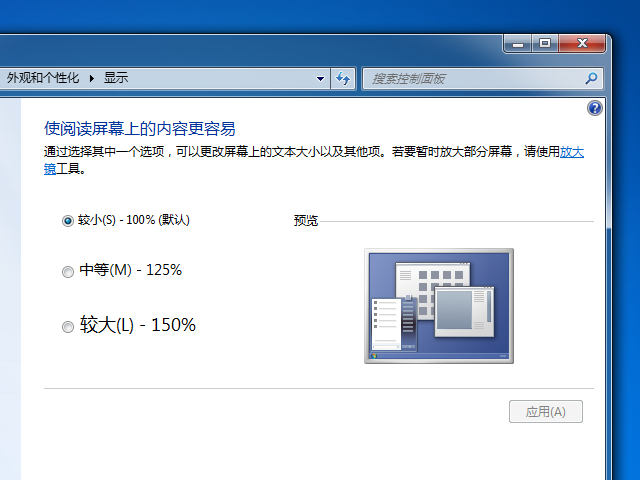 外观和个性化 ▶ 显示
搜索控制面板
使阅读屏幕上的内容更容易
通过选择其中一个选项，可以更改屏幕上的文本大小以及其他项。若要暂时放大部分屏幕，请使用放大
镜工具。
较小(S) - 100% (默认)
预览
中等(M) - 125%
较大(L) - 150%
应用(A)